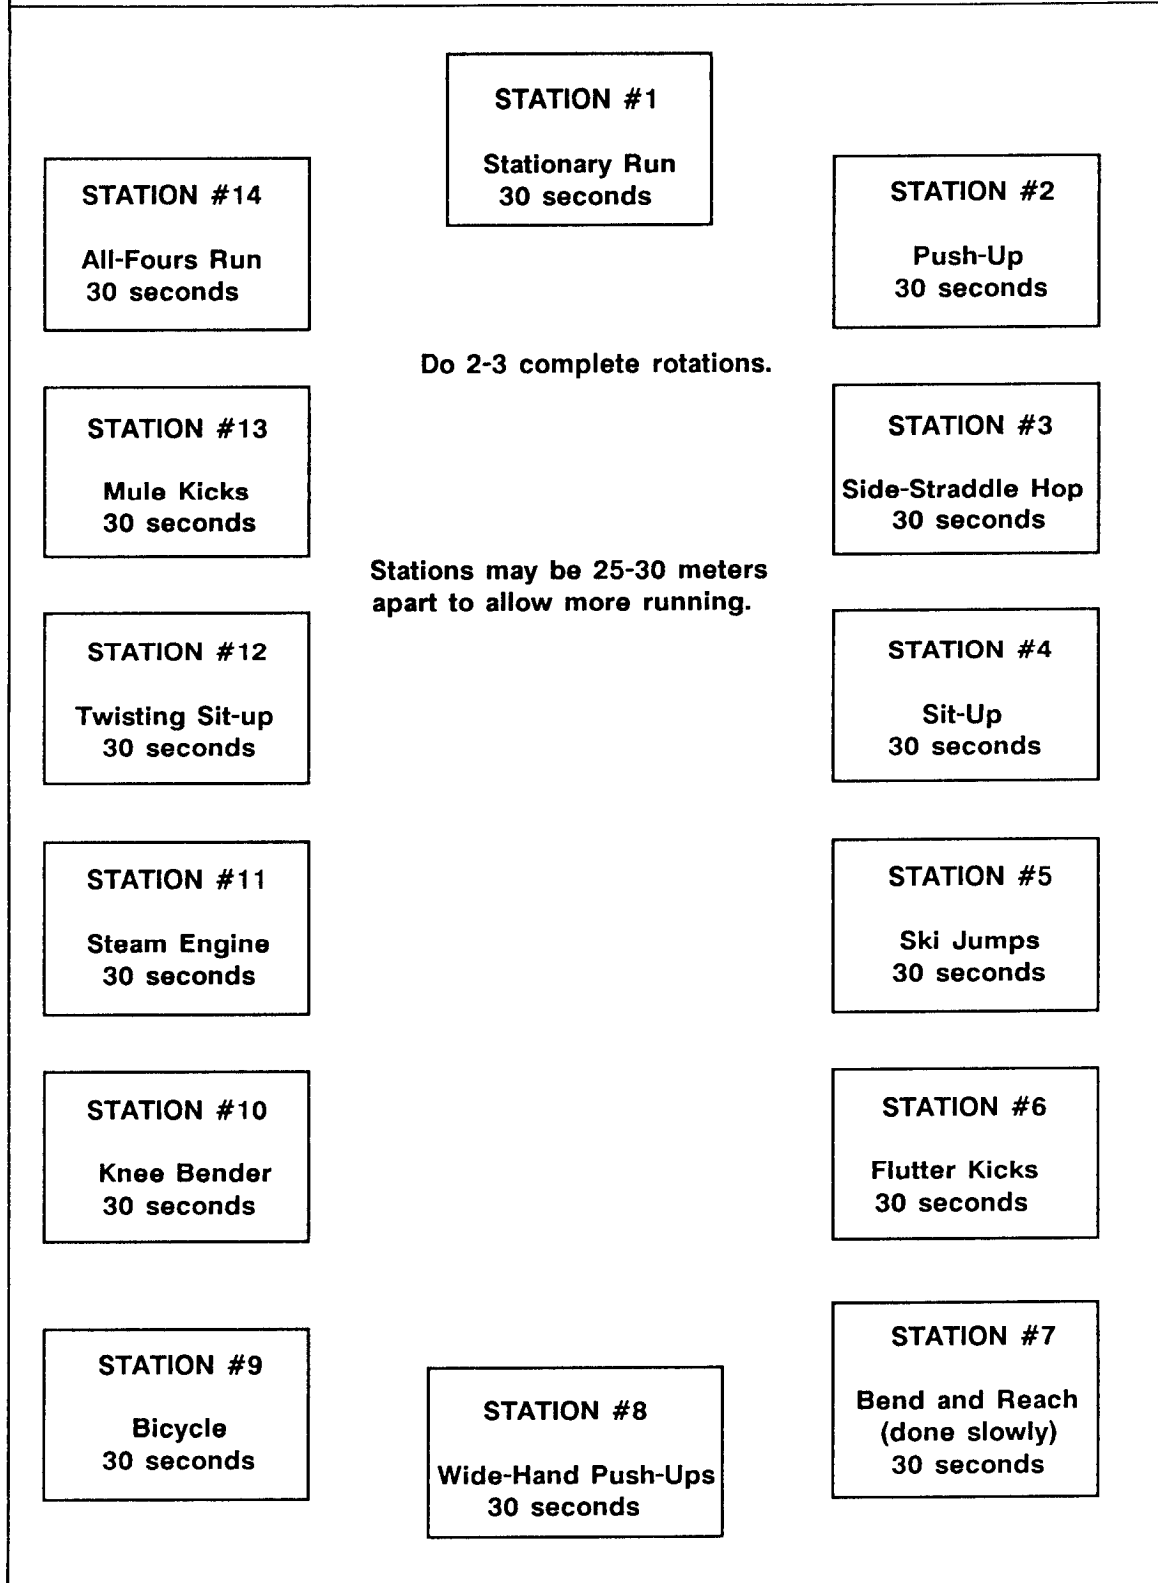 STATION #1
Stationary Run
30 seconds
STATION #2
Push-Up
30 seconds
STATION #3
Side-Straddle Hop
30 seconds
STATION #4
Sit-Up
30 seconds
STATION #5
Ski Jumps
30 seconds
STATION #6
Flutter Kicks
30 seconds
STATION #7
Bend and Reach
(done slowly)
30 seconds
STATION #8
Wide-Hand Push-Ups
30 seconds
STATION #9
Bicycle
30 seconds
STATION #10
Knee Bender
30 seconds
STATION #11
Steam Engine
30 seconds
STATION #12
Twisting Sit-up
30 seconds
STATION #13
Mule Kicks
30 seconds
STATION #14
All-Fours Run
30 seconds
Do 2-3 complete rotations.
Stations may be 25-30 meters
apart to allow more running.